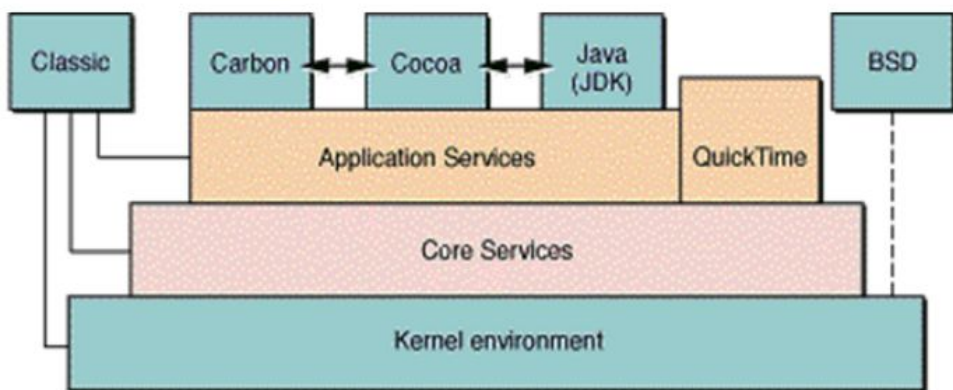 Classic
Carbon
Cocoa
Java
(JDK)
BSD
Application Services
QuickTime
Core Services
Kernel environment